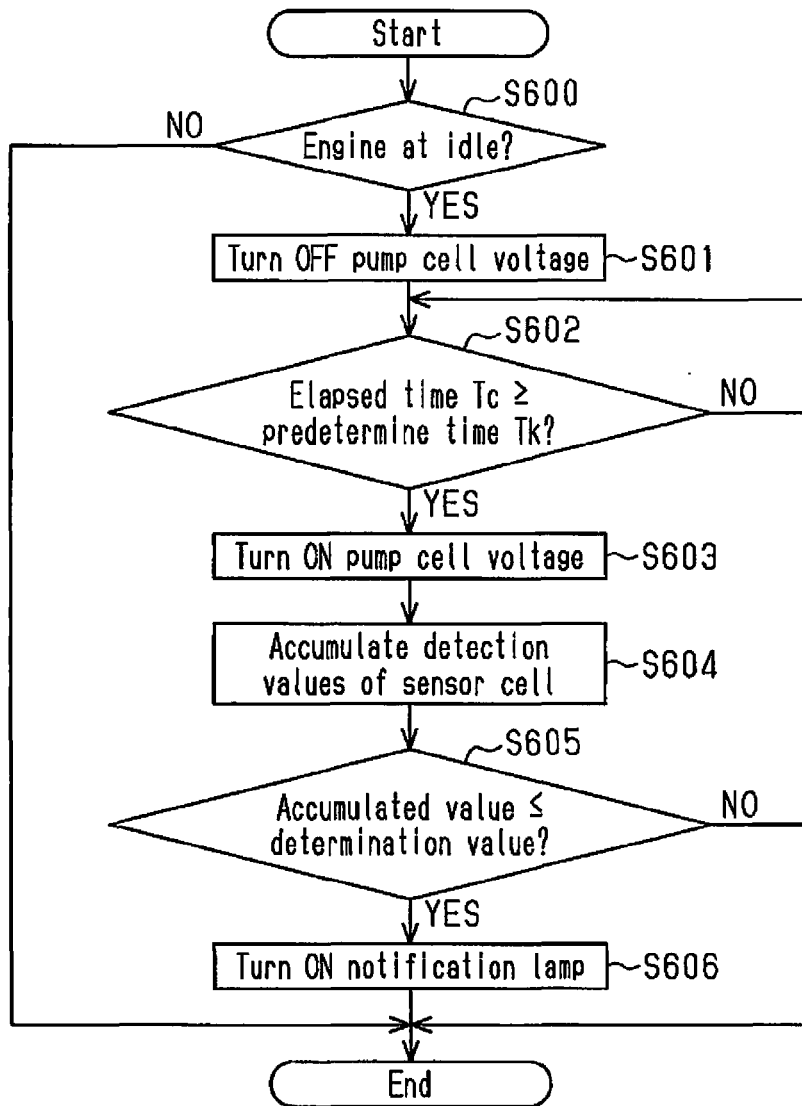 Start
S600
NO
Engine at idle?
YES
Turn OFF pump cell voltage
S601
S602
Elapsed time Tc ≥
predetermine time Tk?
NO
YES
Turn ON pump cell voltage
S603
Accumulate detection
values of sensor cell
S604
S605
Accumulated value ≤
determination value?
NO
YES
Turn ON notification lamp
S606
End